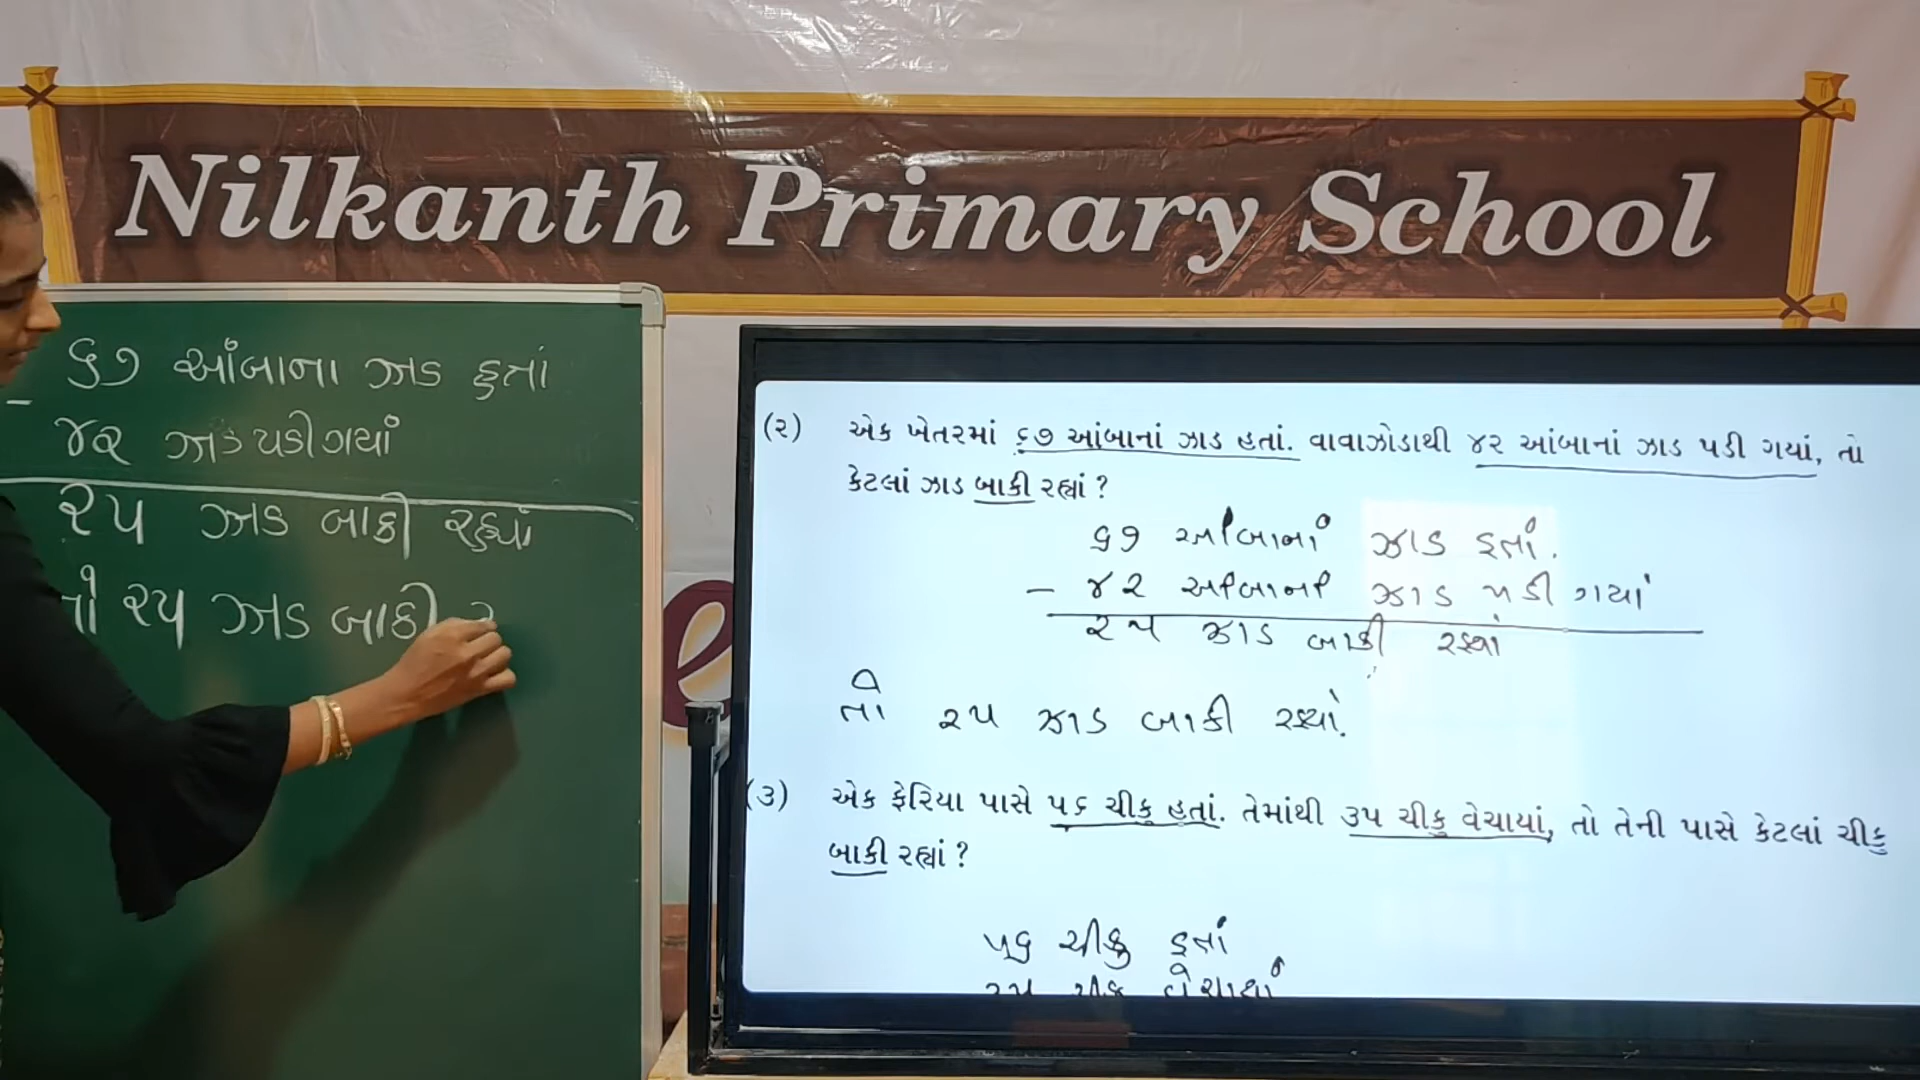 Nilkanth Primary School
૬૭ આંબાના ઝાડ હતાં
- ૪૨ ઝાડ પડી ગયાં
૨૫ ઝાડ બાકી રહ્યાં
તો ૨૫ ઝાડ બાકી ર
(૨) એક ખેતરમાં ૬૭ આંબાનાં ઝાડ હતાં. વાવાઝોડાથી ૪૨ આંબાનાં ઝાડ પડી ગયાં, તો
કેટલાં ઝાડ બાકી રહ્યાં ?
૬૭ આંબાનાં ઝાડ હતાં.
- ૪૨ આંબાનાં ઝાડ પડી ગયાં
૨૫ ઝાડ બાકી રહ્યાં
તો ૨૫ ઝાડ બાકી રહ્યાં.
(૩) એક ફેરિયા પાસે ૫૬ ચીકુ હતાં. તેમાંથી ૩૫ ચીકુ વેચાયાં, તો તેની પાસે કેટલાં ચીકુ
બાકી રહ્યાં ?
૫૬ ચીકુ હતાં
ચીકુ વેચાયાં